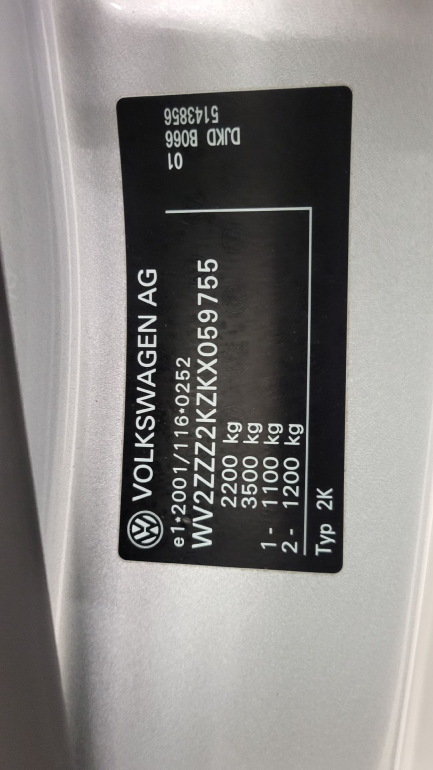 VOLKSWAGEN AG
e1*2001/116*0252
WV2ZZZ2KZKX059755
2200 kg
3500 kg
1- 1100 kg
2- 1200 kg
Typ 2K
01
DJKD B066
5143856